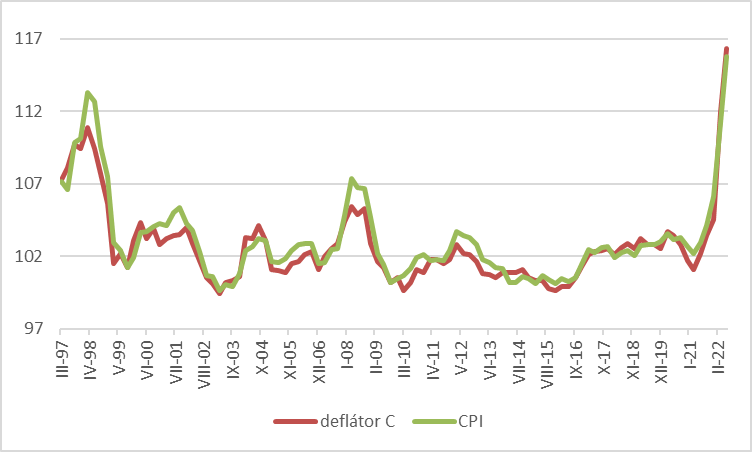 117
112
107
102
97
III-97
IV-98
V-99
VI-00
VII-01
VIII-02
IX-03
X-04
XI-05
XII-06
I-08
II-09
III-10
IV-11
V-12
VI-13
VII-14
VIII-15
IX-16
X-17
XI-18
XII-19
I-21
II-22
deflátor C
CPI